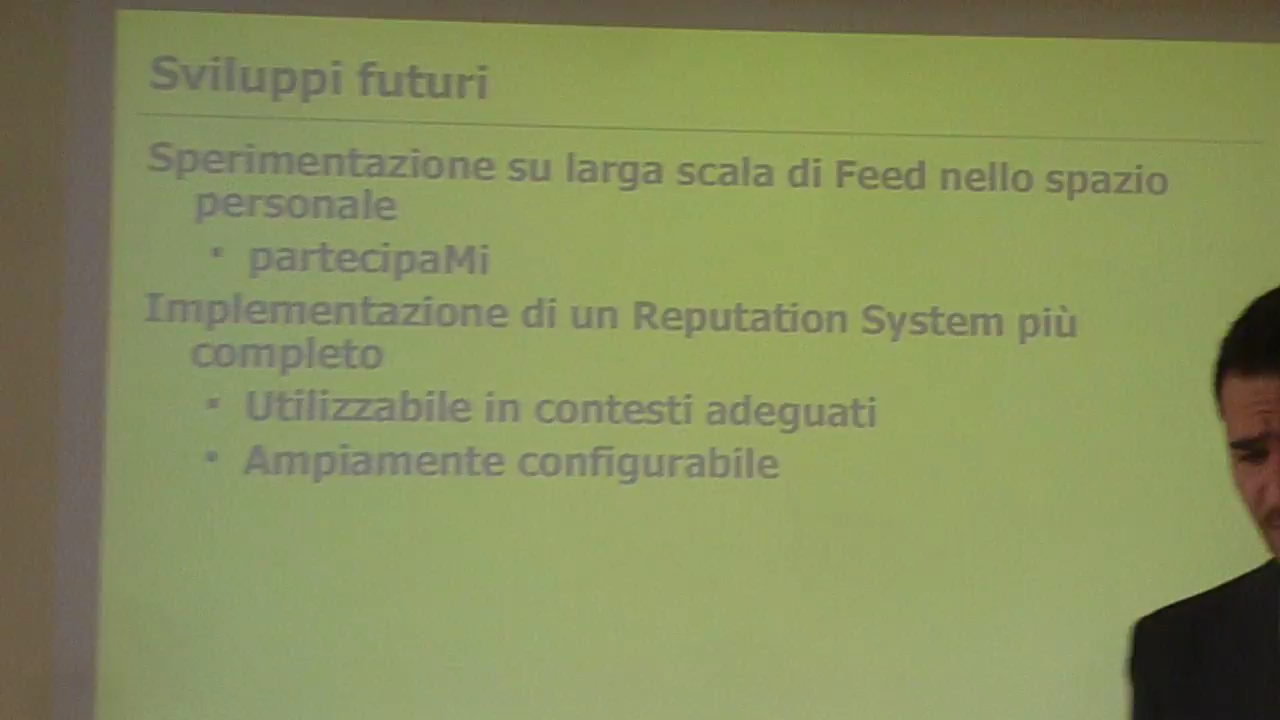 Sviluppi futuri
Sperimentazione su larga scala di Feed nello spazio
personale
▪ partecipaMi
Implementazione di un Reputation System più
completo
▪ Utilizzabile in contesti adeguati
▪ Ampiamente configurabile